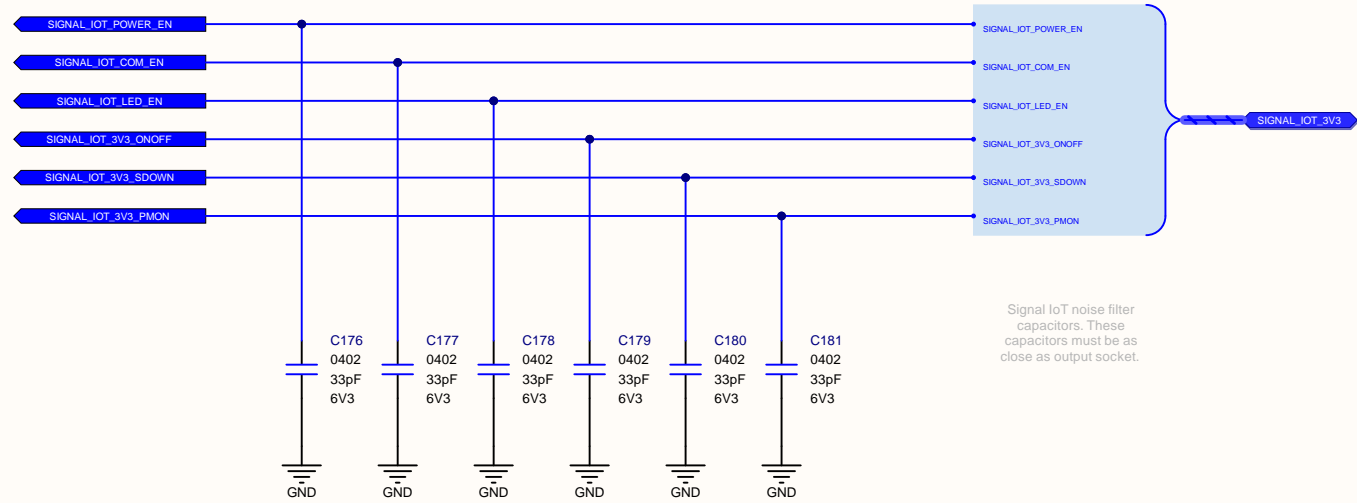 SIGNAL_IOT_POWER_EN
SIGNAL_IOT_COM_EN
SIGNAL_IOT_LED_EN
SIGNAL_IOT_3V3_ONOFF
SIGNAL_IOT_3V3_SDOWN
SIGNAL_IOT_3V3_PMON
SIGNAL_IOT_POWER_EN
SIGNAL_IOT_COM_EN
SIGNAL_IOT_LED_EN
SIGNAL_IOT_3V3_ONOFF
SIGNAL_IOT_3V3_SDOWN
SIGNAL_IOT_3V3_PMON
SIGNAL_IOT_3V3
Signal IoT noise filter
capacitors. These
capacitors must be as
close as output socket.
C176
0402
33pF
6V3
GND
C177
0402
33pF
6V3
GND
C178
0402
33pF
6V3
GND
C179
0402
33pF
6V3
GND
C180
0402
33pF
6V3
GND
C181
0402
33pF
6V3
GND